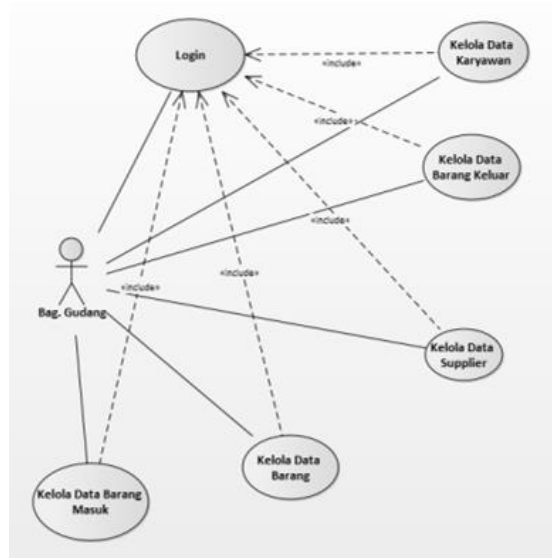 Login
Kelola Data
Karyawan
«include»
«include»
Kelola Data
Barang Keluar
«include»
«include»
«include»
Bag. Gudang
Kelola Data
Supplier
Kelola Data
Barang
Kelola Data Barang
Masuk